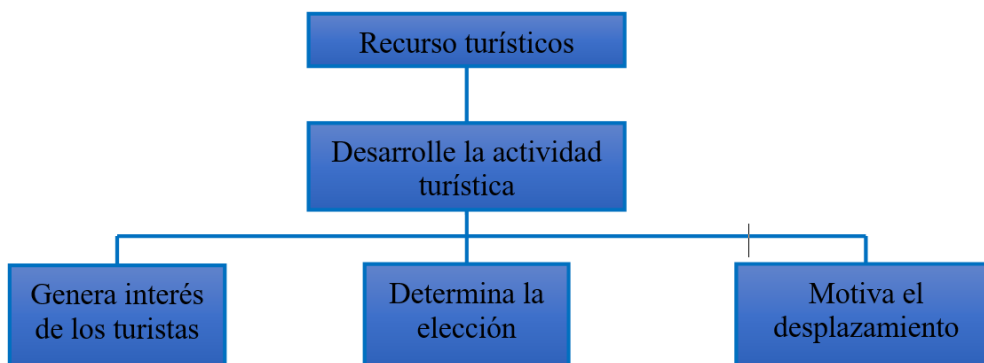 Recurso turísticos
Desarrolle la actividad
turística
Genera interés
de los turistas
Determina la
elección
Motiva el
desplazamiento